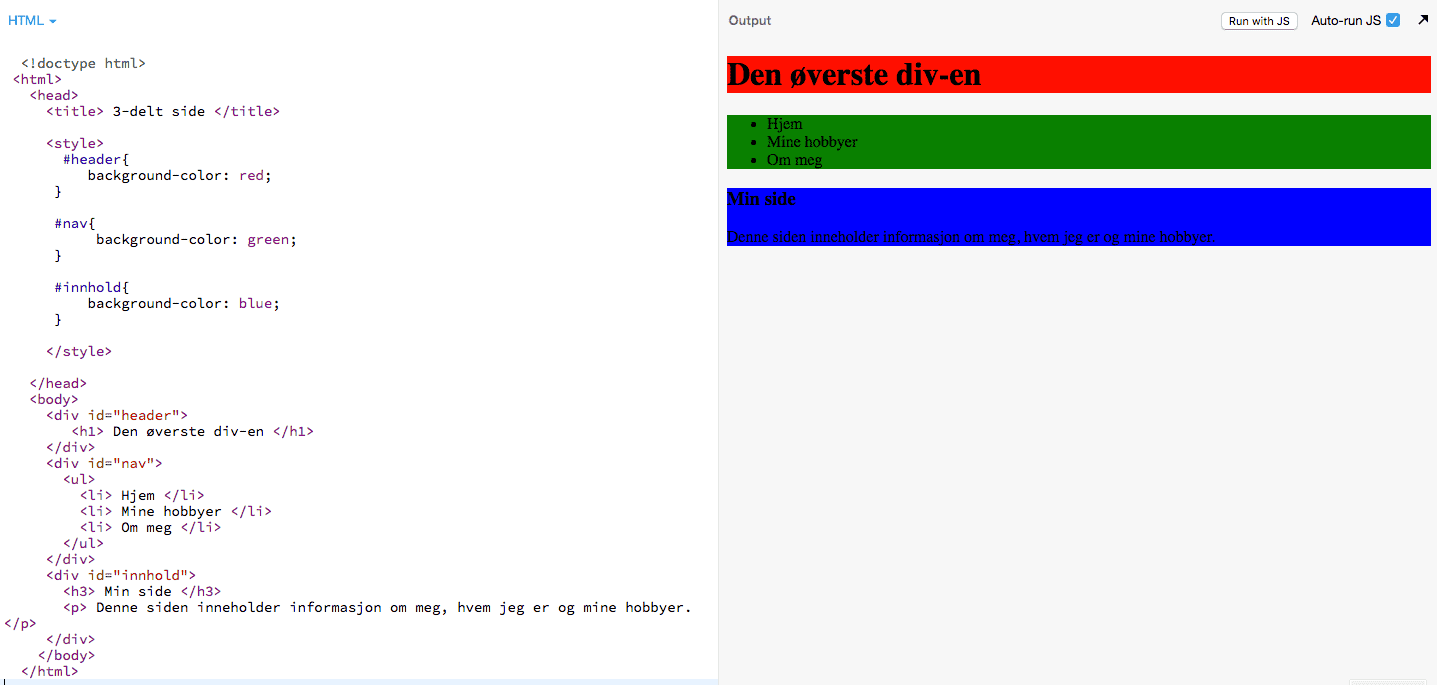 HTML
<!doctype html>
<html>
<head>
<title> 3-delt side </title>
<style>
#header{
background-color: red;
}
#nav{
background-color: green;
}
#innhold{
background-color: blue;
}
</style>
</head>
<body>
<div id="header">
<h1> Den øverste div-en </h1>
</div>
<div id="nav">
<ul>
<li> Hjem </li>
<li> Mine hobbyer </li>
<li> Om meg </li>
</ul>
</div>
<div id="innhold">
<h3> Min side </h3>
<p> Denne siden inneholder informasjon om meg, hvem jeg er og mine hobbyer.
</p>
</div>
</body>
</html>
Output
Run with JS
Auto-run JS
Den øverste div-en
Hjem
Mine hobbyer
Om meg
Min side
Denne siden inneholder informasjon om meg, hvem jeg er og mine hobbyer.